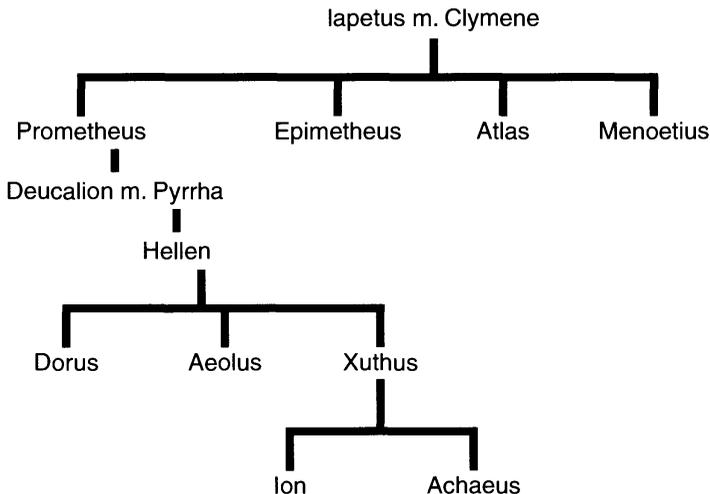 Iapetus m. Clymene
Prometheus Epimetheus Atlas Menoetius
Deucalion m. Pyrrha
Hellen
Dorus Aeolus Xuthus
Ion Achaeus